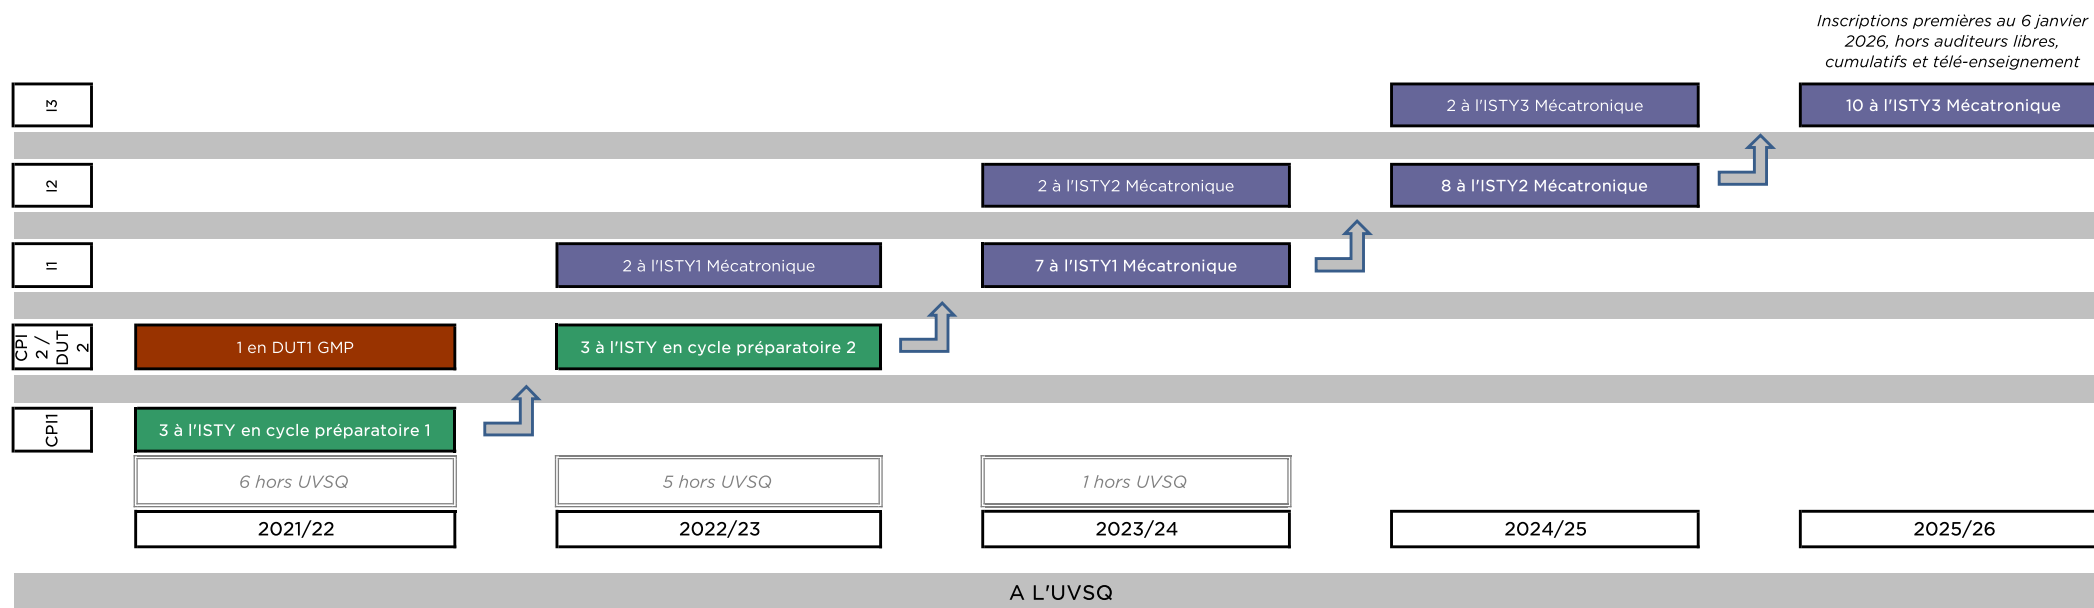 Inscriptions premières au 6 janvier
2026, hors auditeurs libres,
cumulatifs et télé-enseignement
I3
2 à l'ISTY3 Mécatronique
10 à l'ISTY3 Mécatronique
I2
2 à l'ISTY2 Mécatronique
8 à l'ISTY2 Mécatronique
I1
2 à l'ISTY1 Mécatronique
7 à l'ISTY1 Mécatronique
CPI
2 /
DUT
2
1 en DUT1 GMP
3 à l'ISTY en cycle préparatoire 2
CPI1
3 à l'ISTY en cycle préparatoire 1
6 hors UVSQ
5 hors UVSQ
1 hors UVSQ
2021/22
2022/23
2023/24
2024/25
2025/26
A L'UVSQ